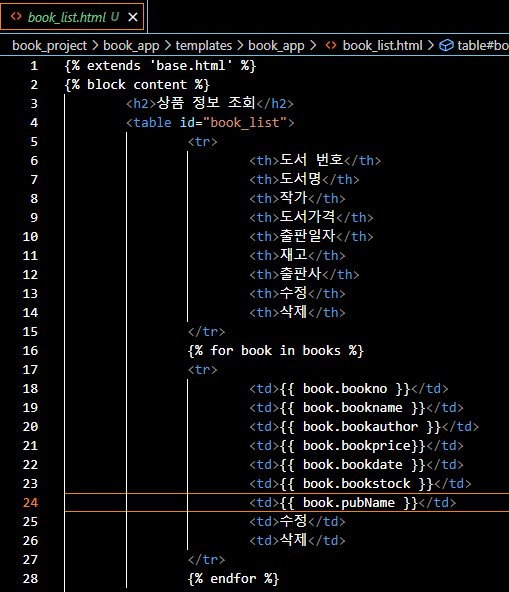 book_list.html U
book_project > book_app > templates > book_app > book_list.html > table#bo
1 {% extends 'base.html' %}
2 {% block content %}
3 <h2>상품 정보 조회</h2>
4 <table id="book_list">
5 <tr>
6 <th>도서 번호</th>
7 <th>도서명</th>
8 <th>작가</th>
9 <th>도서가격</th>
10 <th>출판일자</th>
11 <th>재고</th>
12 <th>출판사</th>
13 <th>수정</th>
14 <th>삭제</th>
15 </tr>
16 {% for book in books %}
17 <tr>
18 <td>{{ book.bookno }}</td>
19 <td>{{ book.bookname }}</td>
20 <td>{{ book.bookauthor }}</td>
21 <td>{{ book.bookprice}}</td>
22 <td>{{ book.bookdate }}</td>
23 <td>{{ book.bookstock }}</td>
24 <td>{{ book.pubName }}</td>
25 <td>수정</td>
26 <td>삭제</td>
27 </tr>
28 {% endfor %}